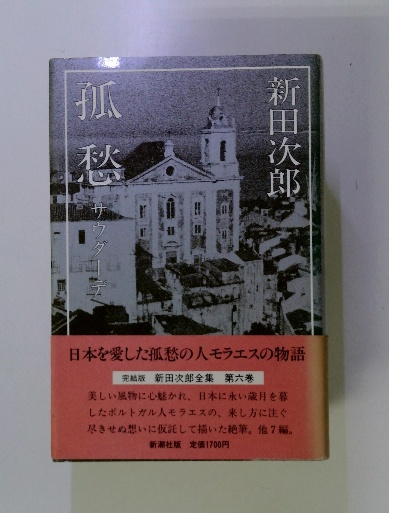 新田次郎
孤愁
サウダーデ
日本を愛した孤愁の人モラエスの物語
完結版 新田次郎全集 第六巻
美しい風物に心魅かれ、日本に永い歳月を暮
したポルトガル人モラエスの、来し方に注ぐ
尽きせぬ想いに仮託して描いた絶筆。他7編。
新潮社版 定価1700円